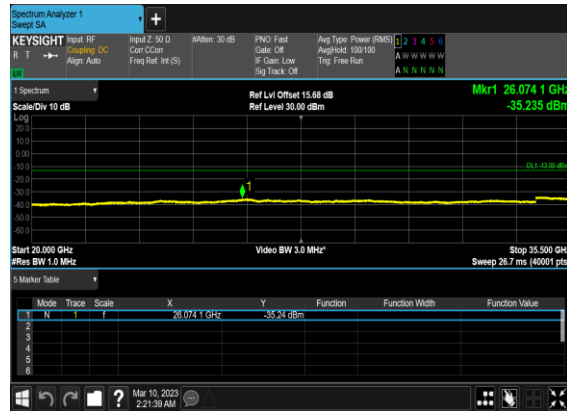 Spectrum Analyzer 1
Swept SA
+
KEYSIGHT Input: RF Input Z: 50 Ω #Atten: 30 dB PNO: Fast Avg Type: Power (RMS) 1 2 3 4 5 6
R T Coupling: DC Corr CCorr Gate: Off Avg|Hold: 100/100 A W W W W W
Align: Auto Freq Ref: Int (S) IF Gain: Low Trig: Free Run
Sig Track: Off A N N N N N
1 Spectrum Ref Lvl Offset 15.68 dB Mkr1 26.074 1 GHz
Scale/Div 10 dB Ref Level 30.00 dBm -35.235 dBm
Log
20.0
10.0
0.00
-10.0 DL1 -13.00 dBm
-20.0
-30.0 1
-40.0
-50.0
-60.0
Start 20.000 GHz Video BW 3.0 MHz* Stop 35.500 GHz
#Res BW 1.0 MHz Sweep 26.7 ms (40001 pts)
5 Marker Table
Mode Trace Scale X Y Function Function Width Function Value
1 N 1 f 26.074 1 GHz -35.24 dBm
2
3
4
5
6
? Mar 10, 2023
2:21:39 AM